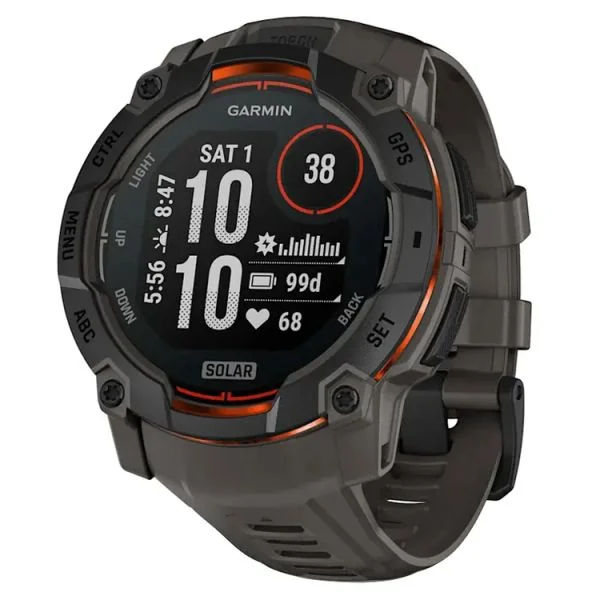 TORCH
GARMIN
CTRL
LIGHT
GPS
SAT 1
38
8:47
10
MENU
UP
5:56
10
99d
68
DOWN
ABC
BACK
SET
SOLAR